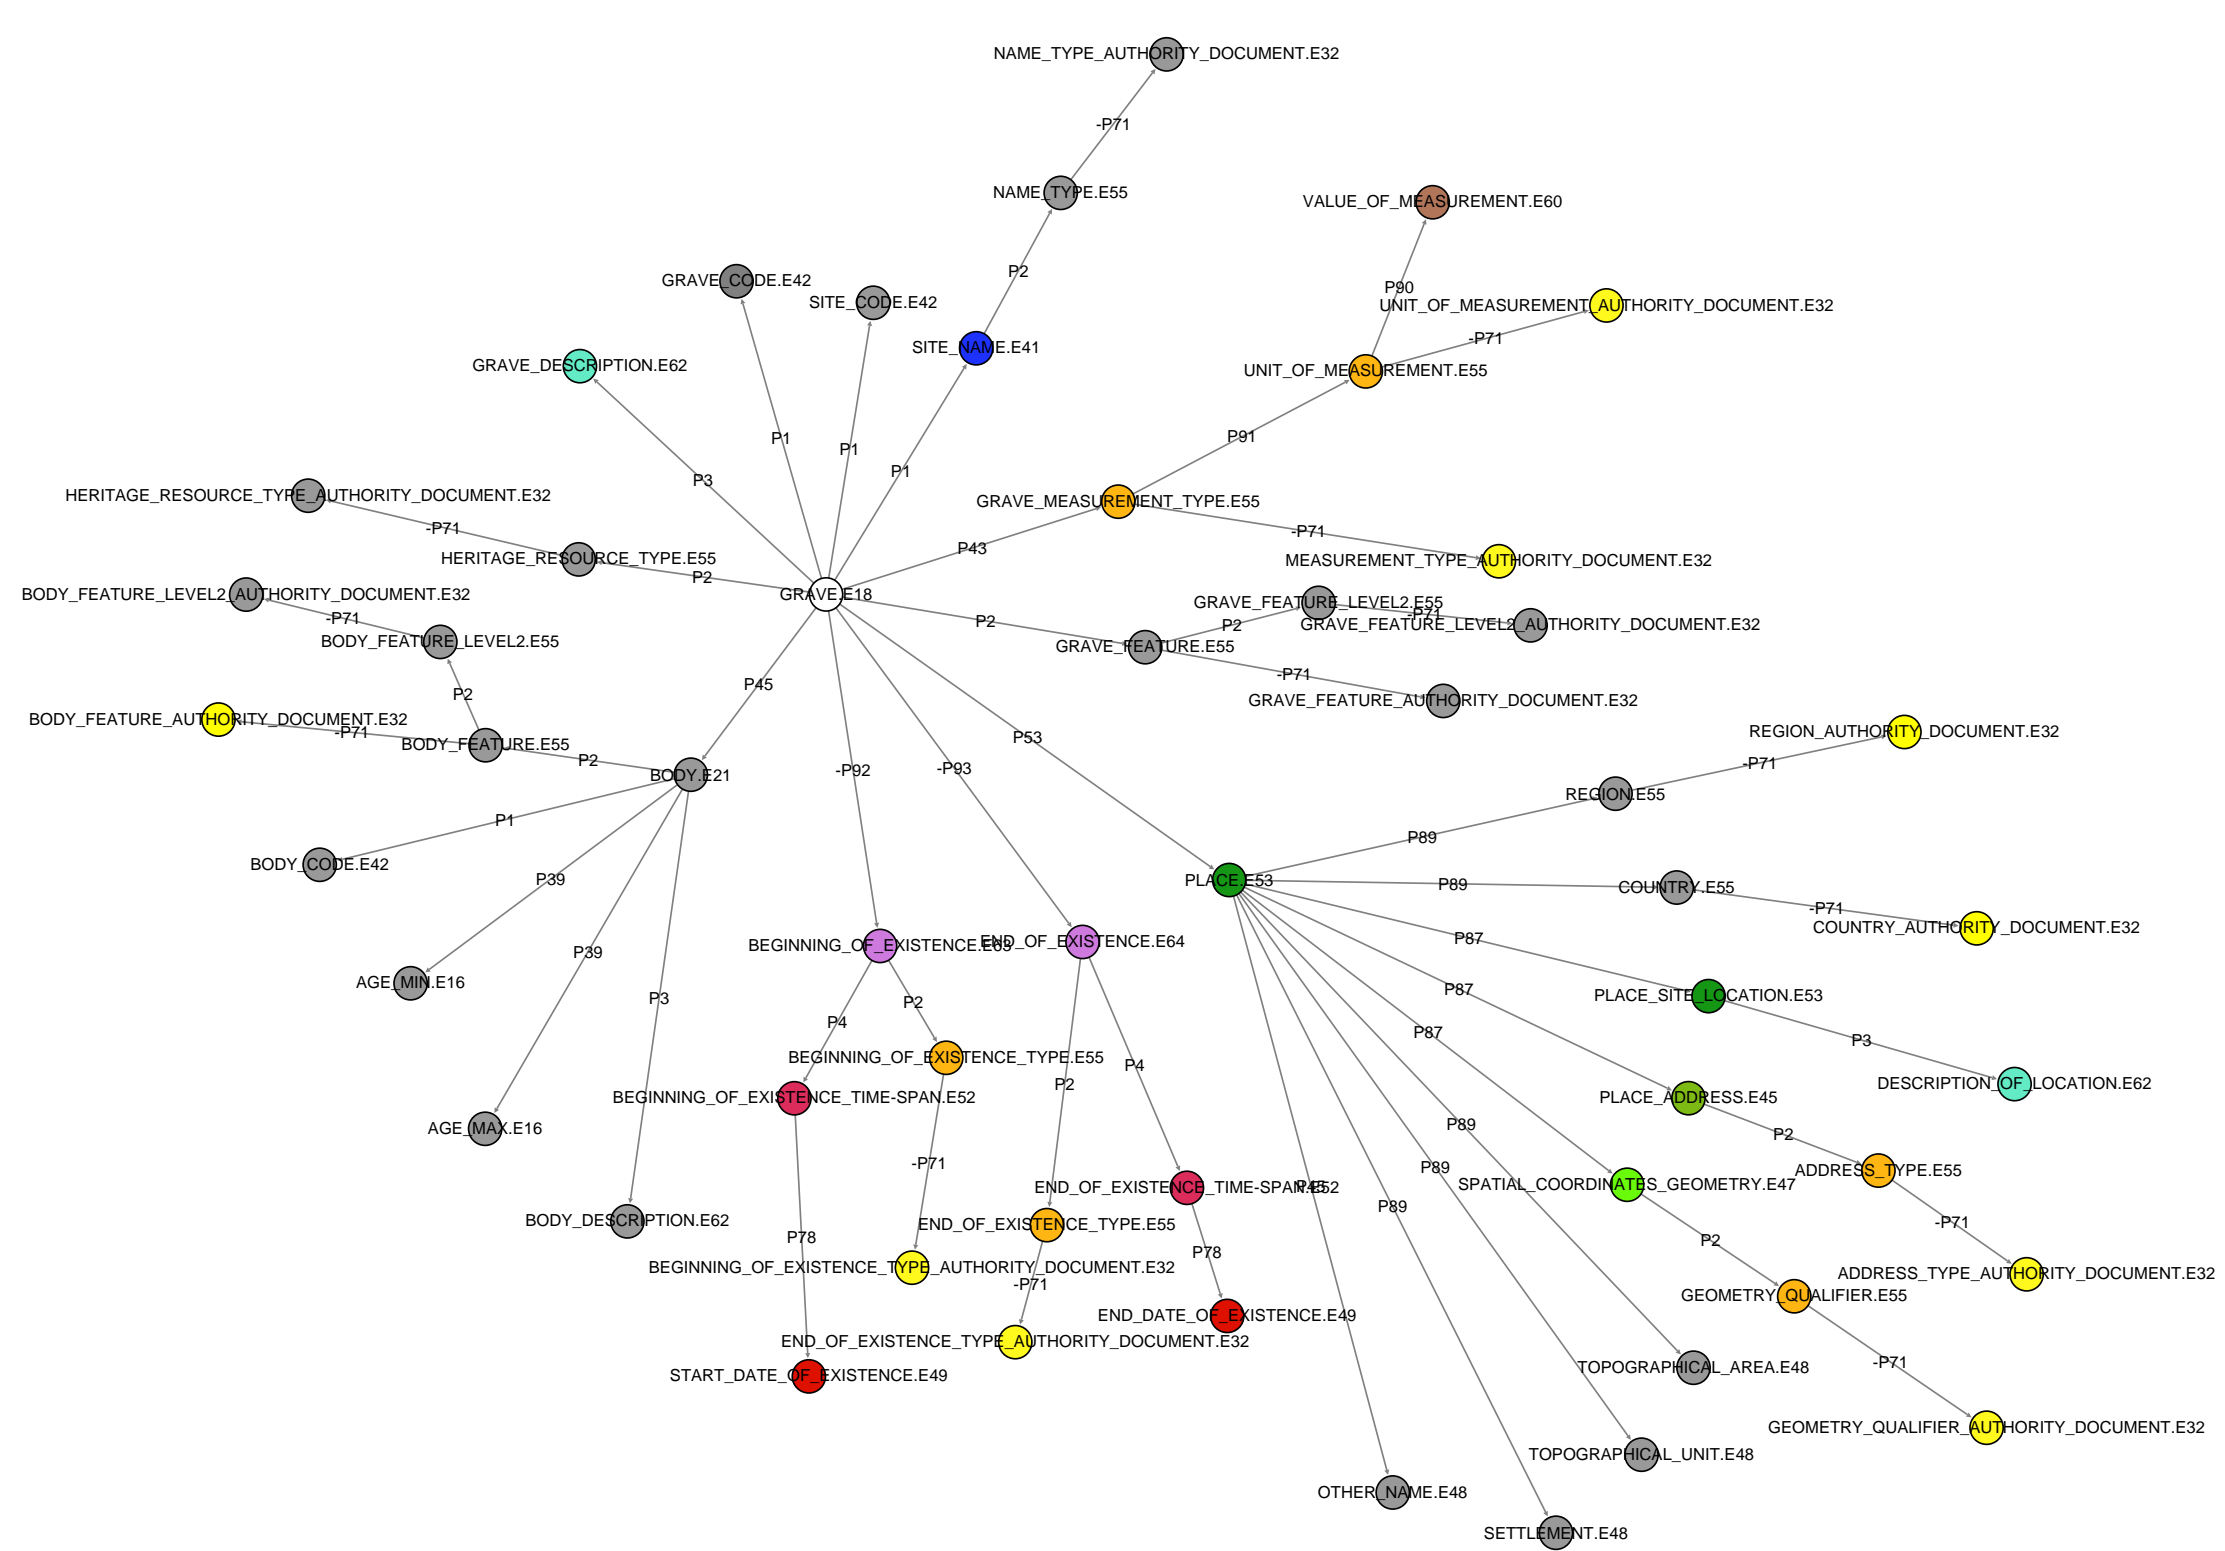 NAME_TYPE_AUTHORITY_DOCUMENT.E32
-P71
NAME_TYPE.E55
VALUE_OF_MEASUREMENT.E60
P2
GRAVE_CODE.E42
SITE_CODE.E42
P90
UNIT_OF_MEASUREMENT_AUTHORITY_DOCUMENT.E32
-P71
SITE_NAME.E41
GRAVE_DESCRIPTION.E62
UNIT_OF_MEASUREMENT.E55
P1
P91
P1
P1
P3
HERITAGE_RESOURCE_TYPE_AUTHORITY_DOCUMENT.E32
GRAVE_MEASUREMENT_TYPE.E55
-P71
-P71
P43
HERITAGE_RESOURCE_TYPE.E55
MEASUREMENT_TYPE_AUTHORITY_DOCUMENT.E32
P2
BODY_FEATURE_LEVEL2_AUTHORITY_DOCUMENT.E32
GRAVE.E18
GRAVE_FEATURE_LEVEL2.E55
-P71
-P71
P2
P2
GRAVE_FEATURE_LEVEL2_AUTHORITY_DOCUMENT.E32
BODY_FEATURE_LEVEL2.E55
GRAVE_FEATURE.E55
-P71
P45
P2
GRAVE_FEATURE_AUTHORITY_DOCUMENT.E32
BODY_FEATURE_AUTHORITY_DOCUMENT.E32
-P71
REGION_AUTHORITY_DOCUMENT.E32
P53
BODY_FEATURE.E55
P2
-P71
BODY.E21
-P92
-P93
REGION.E55
P1
P89
BODY_CODE.E42
P39
PLACE.E53
P89
COUNTRY.E55
-P71
COUNTRY_AUTHORITY_DOCUMENT.E32
P87
BEGINNING_OF_EXISTENCE.E63
END_OF_EXISTENCE.E64
P39
AGE_MIN.E16
P87
PLACE_SITE_LOCATION.E53
P3
P2
P4
P87
P3
BEGINNING_OF_EXISTENCE_TYPE.E55
P4
P2
DESCRIPTION_OF_LOCATION.E62
BEGINNING_OF_EXISTENCE_TIME-SPAN.E52
PLACE_ADDRESS.E45
AGE_MAX.E16
P89
P2
-P71
P89
ADDRESS_TYPE.E55
END_OF_EXISTENCE_TIME-SPAN.E52
P45
SPATIAL_COORDINATES_GEOMETRY.E47
P89
BODY_DESCRIPTION.E62
END_OF_EXISTENCE_TYPE.E55
-P71
P78
P78
P2
BEGINNING_OF_EXISTENCE_TYPE_AUTHORITY_DOCUMENT.E32
ADDRESS_TYPE_AUTHORITY_DOCUMENT.E32
-P71
GEOMETRY_QUALIFIER.E55
END_DATE_OF_EXISTENCE.E49
END_OF_EXISTENCE_TYPE_AUTHORITY_DOCUMENT.E32
-P71
TOPOGRAPHICAL_AREA.E48
START_DATE_OF_EXISTENCE.E49
GEOMETRY_QUALIFIER_AUTHORITY_DOCUMENT.E32
TOPOGRAPHICAL_UNIT.E48
OTHER_NAME.E48
SETTLEMENT.E48